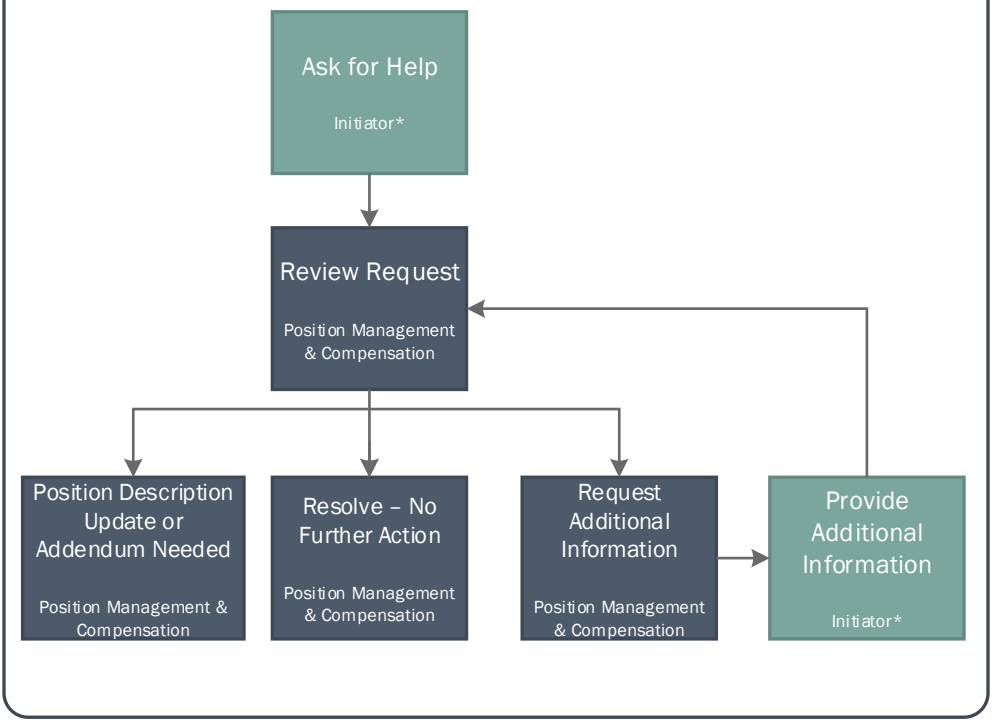 Ask for Help
Initiator*
Review Request
Position Management
& Compensation
Position Description
Update or
Addendum Needed
Position Management &
Compensation
Resolve – No
Further Action
Position Management
& Compensation
Request
Additional
Information
Position Management
& Compensation
Provide
Additional
Information
Initiator*